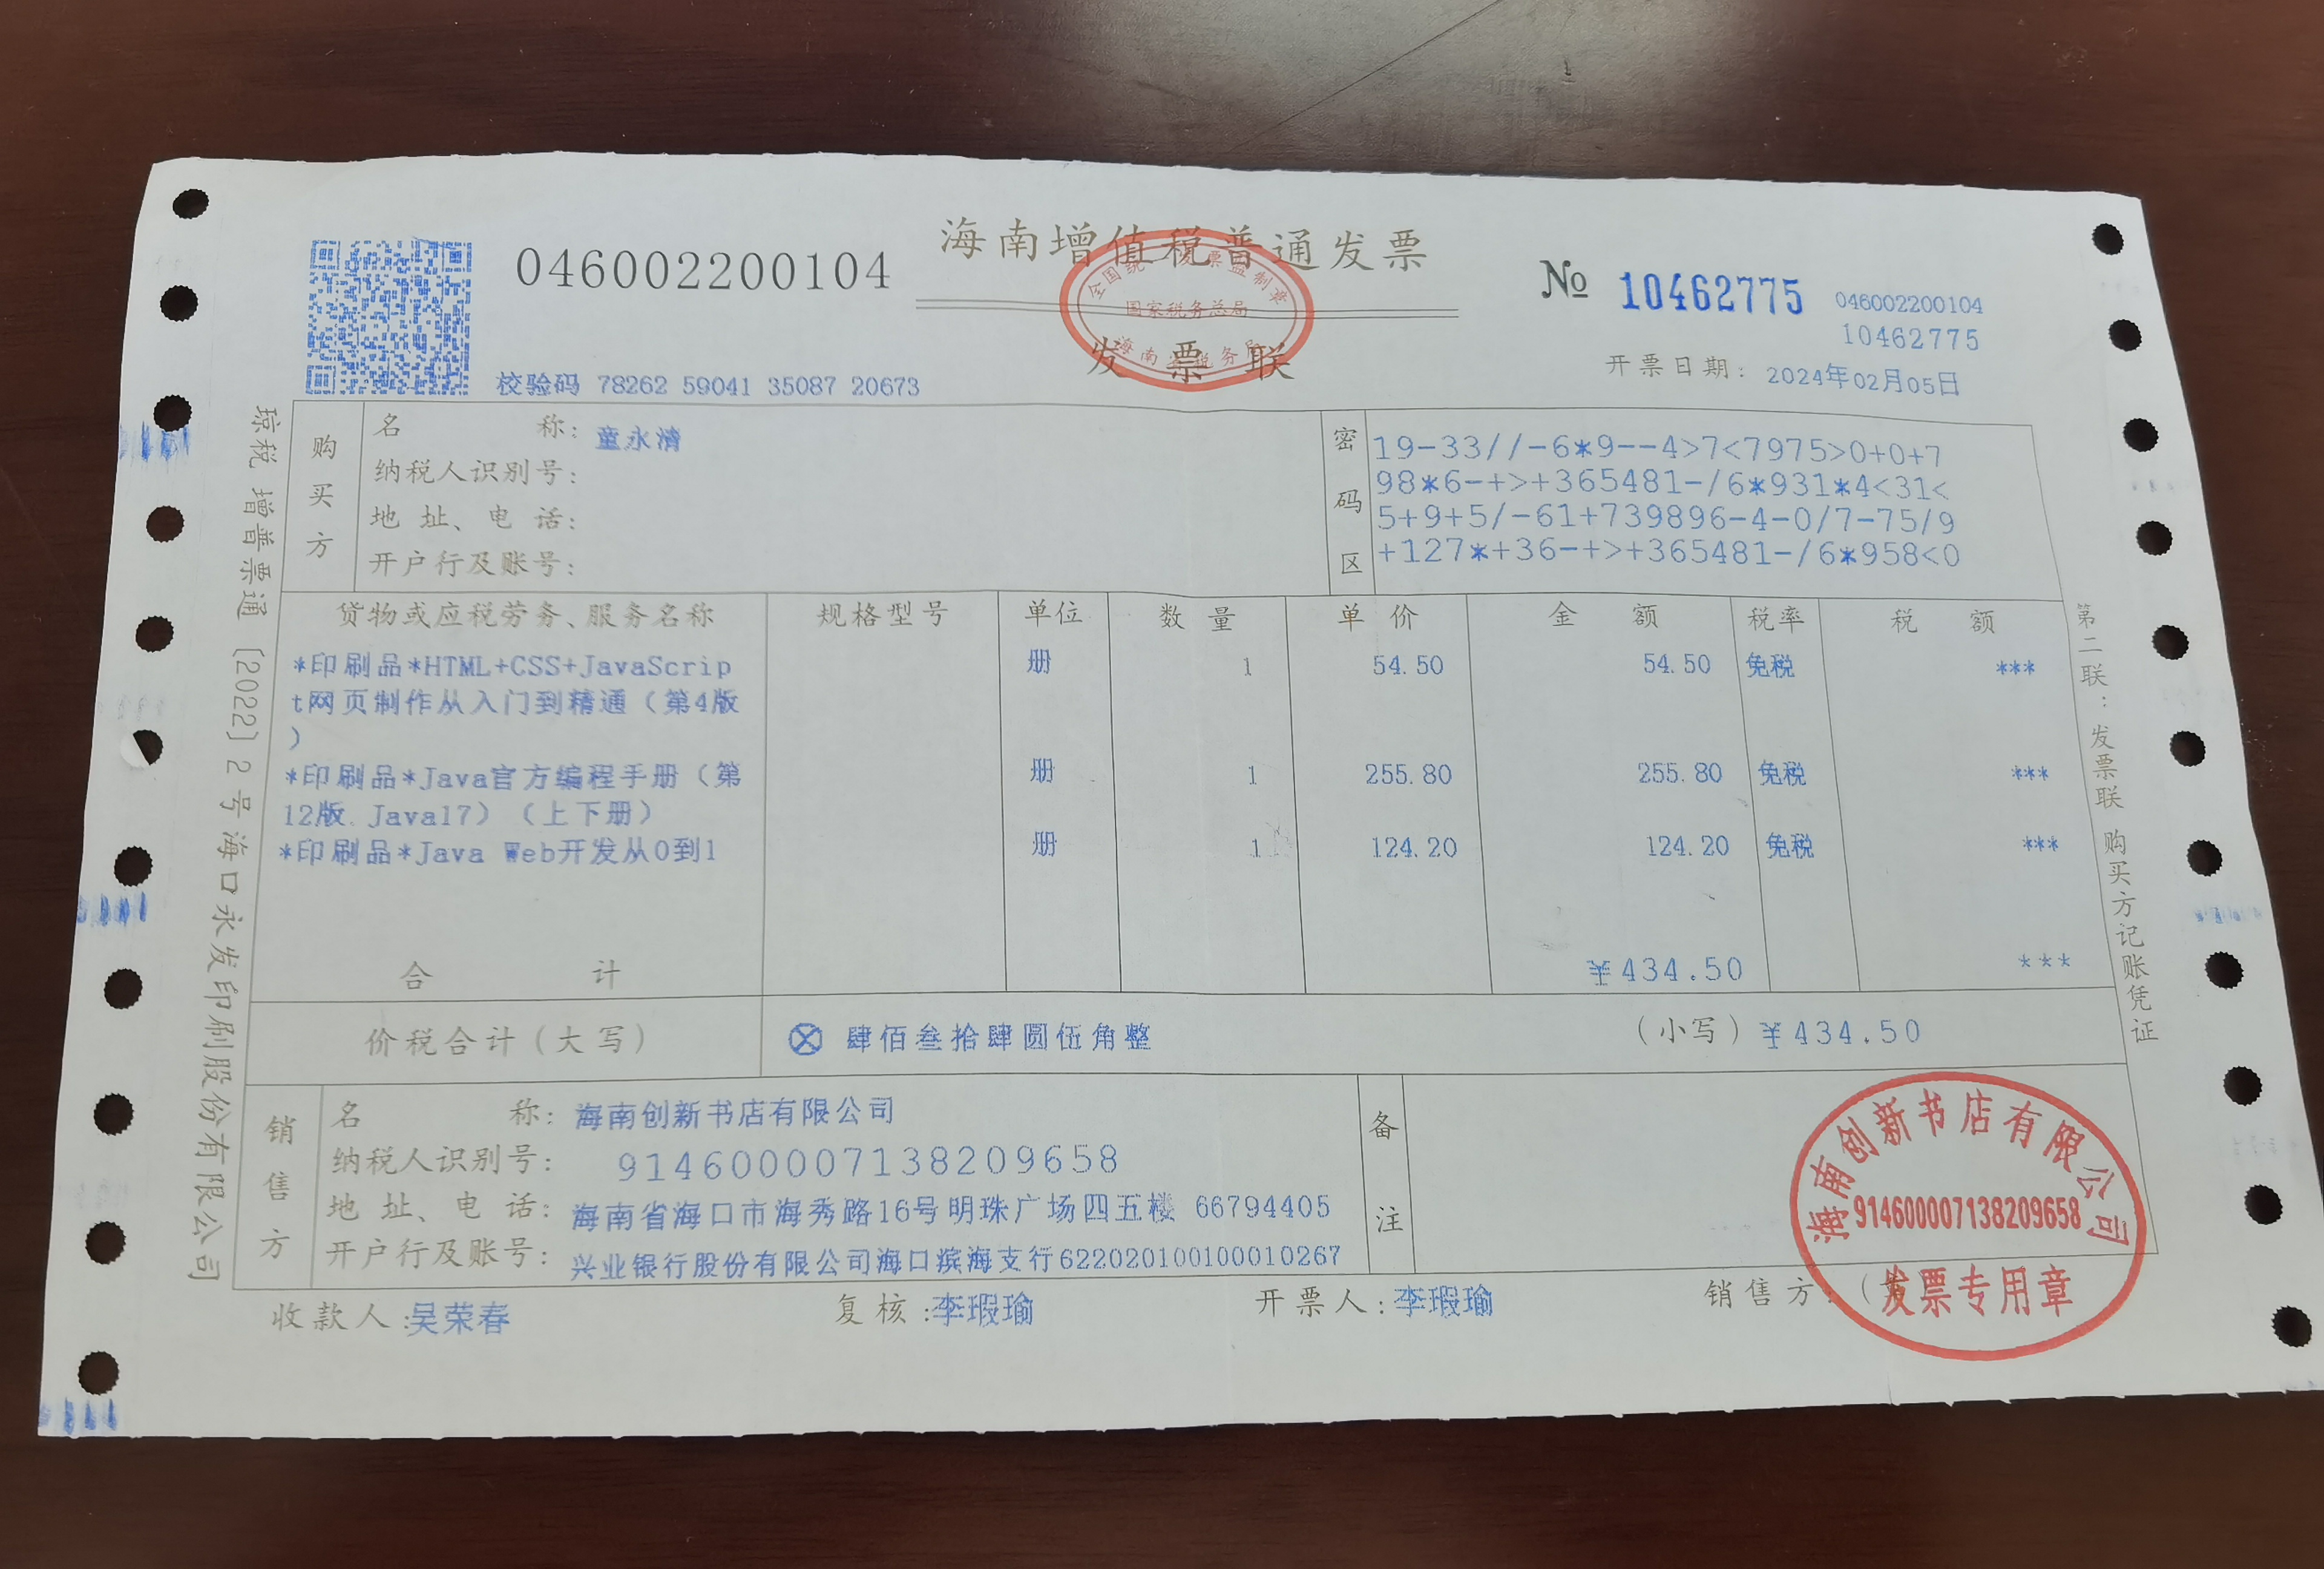 海南增值税普通发票
046002200104
全国统一发票监制章
国家税务总局
海南省税务局
发票联
№ 10462775
046002200104
10462775
校验码 78262 59041 35087 20673
开票日期: 2024年02月05日
购买方
名称: 童永清
纳税人识别号:
地址、电话:
开户行及账号:
密码区
19-33//-6*9--4>7<7975>0+0+7
98*6-+>+365481-/6*931*4<31<
5+9+5/-61+739896-4-0/7-75/9
+127*+36-+>+365481-/6*958<0
货物或应税劳务、服务名称 规格型号 单位 数量 单价 金额 税率 税额
*印刷品*HTML+CSS+JavaScrip 册 1 54.50 54.50 免税 ***
t网页制作从入门到精通（第4版
）
*印刷品*Java官方编程手册（第 册 1 255.80 255.80 免税 ***
12版.Java17）（上下册）
*印刷品*Java Web开发从0到1 册 1 124.20 124.20 免税 ***
合计 ¥434.50 ***
价税合计(大写) ⊗ 肆佰叁拾肆圆伍角整 (小写) ¥434.50
销售方
名称: 海南创新书店有限公司
纳税人识别号: 914600007138209658
地址、电话: 海南省海口市海秀路16号明珠广场四五楼 66794405
开户行及账号: 兴业银行股份有限公司海口滨海支行622020100100010267
备注
收款人:吴荣春 复核:李瑕瑜 开票人:李瑕瑜 销售方:(章
海南创新书店有限公司
914600007138209658
发票专用章
琼税 增普票通〔2022〕2号海口永发印刷股份有限公司
第二联:发票联 购买方记账凭证